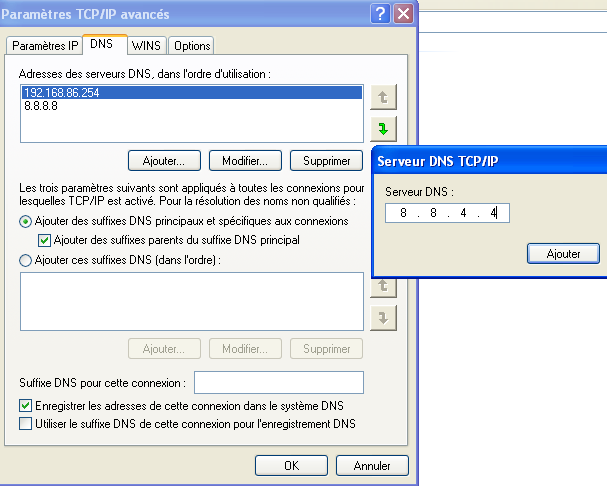 Paramètres TCP/IP avancés
Paramètres IP
DNS
WINS
Options
Adresses des serveurs DNS, dans l'ordre d'utilisation :
192.168.86.254
8.8.8.8
Ajouter...
Modifier...
Supprimer
Les trois paramètres suivants sont appliqués à toutes les connexions pour
lesquelles TCP/IP est activé. Pour la résolution des noms non qualifiés :
Ajouter des suffixes DNS principaux et spécifiques aux connexions
Ajouter des suffixes parents du suffixe DNS principal
Ajouter ces suffixes DNS (dans l'ordre) :
Ajouter...
Modifier...
Supprimer
Suffixe DNS pour cette connexion :
Enregistrer les adresses de cette connexion dans le système DNS
Utiliser le suffixe DNS de cette connexion pour l'enregistrement DNS
OK
Annuler
Serveur DNS TCP/IP
Serveur DNS :
8 . 8 . 4 . 4
Ajouter